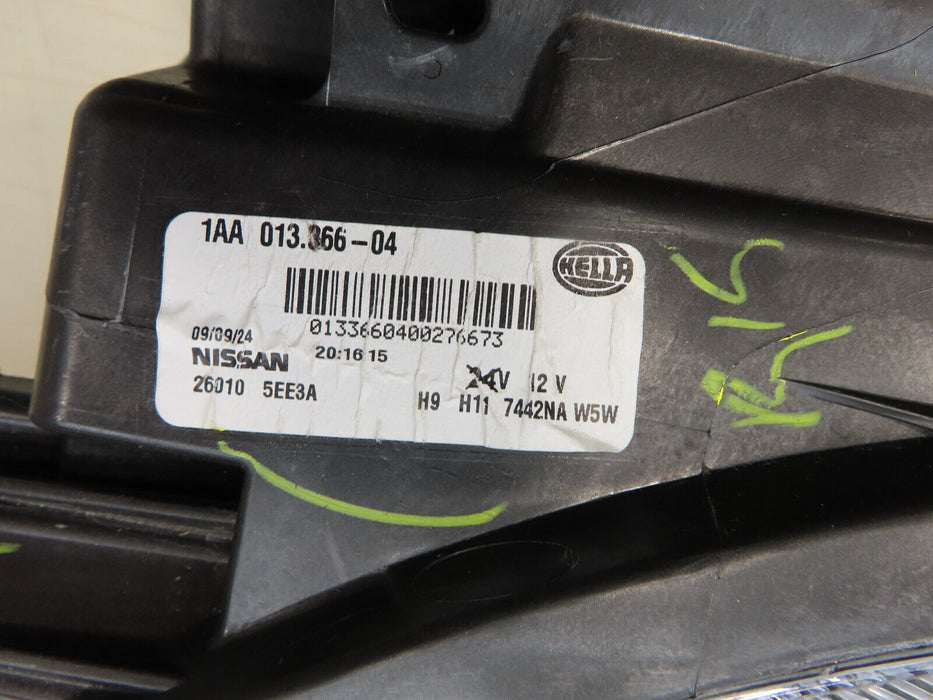 1AA 013.366-04
HELLA
0133660400276673
09/09/24
20:16 15
NISSAN
26010 5EE3A
24V 12 V
H9 H11 7442NA W5W